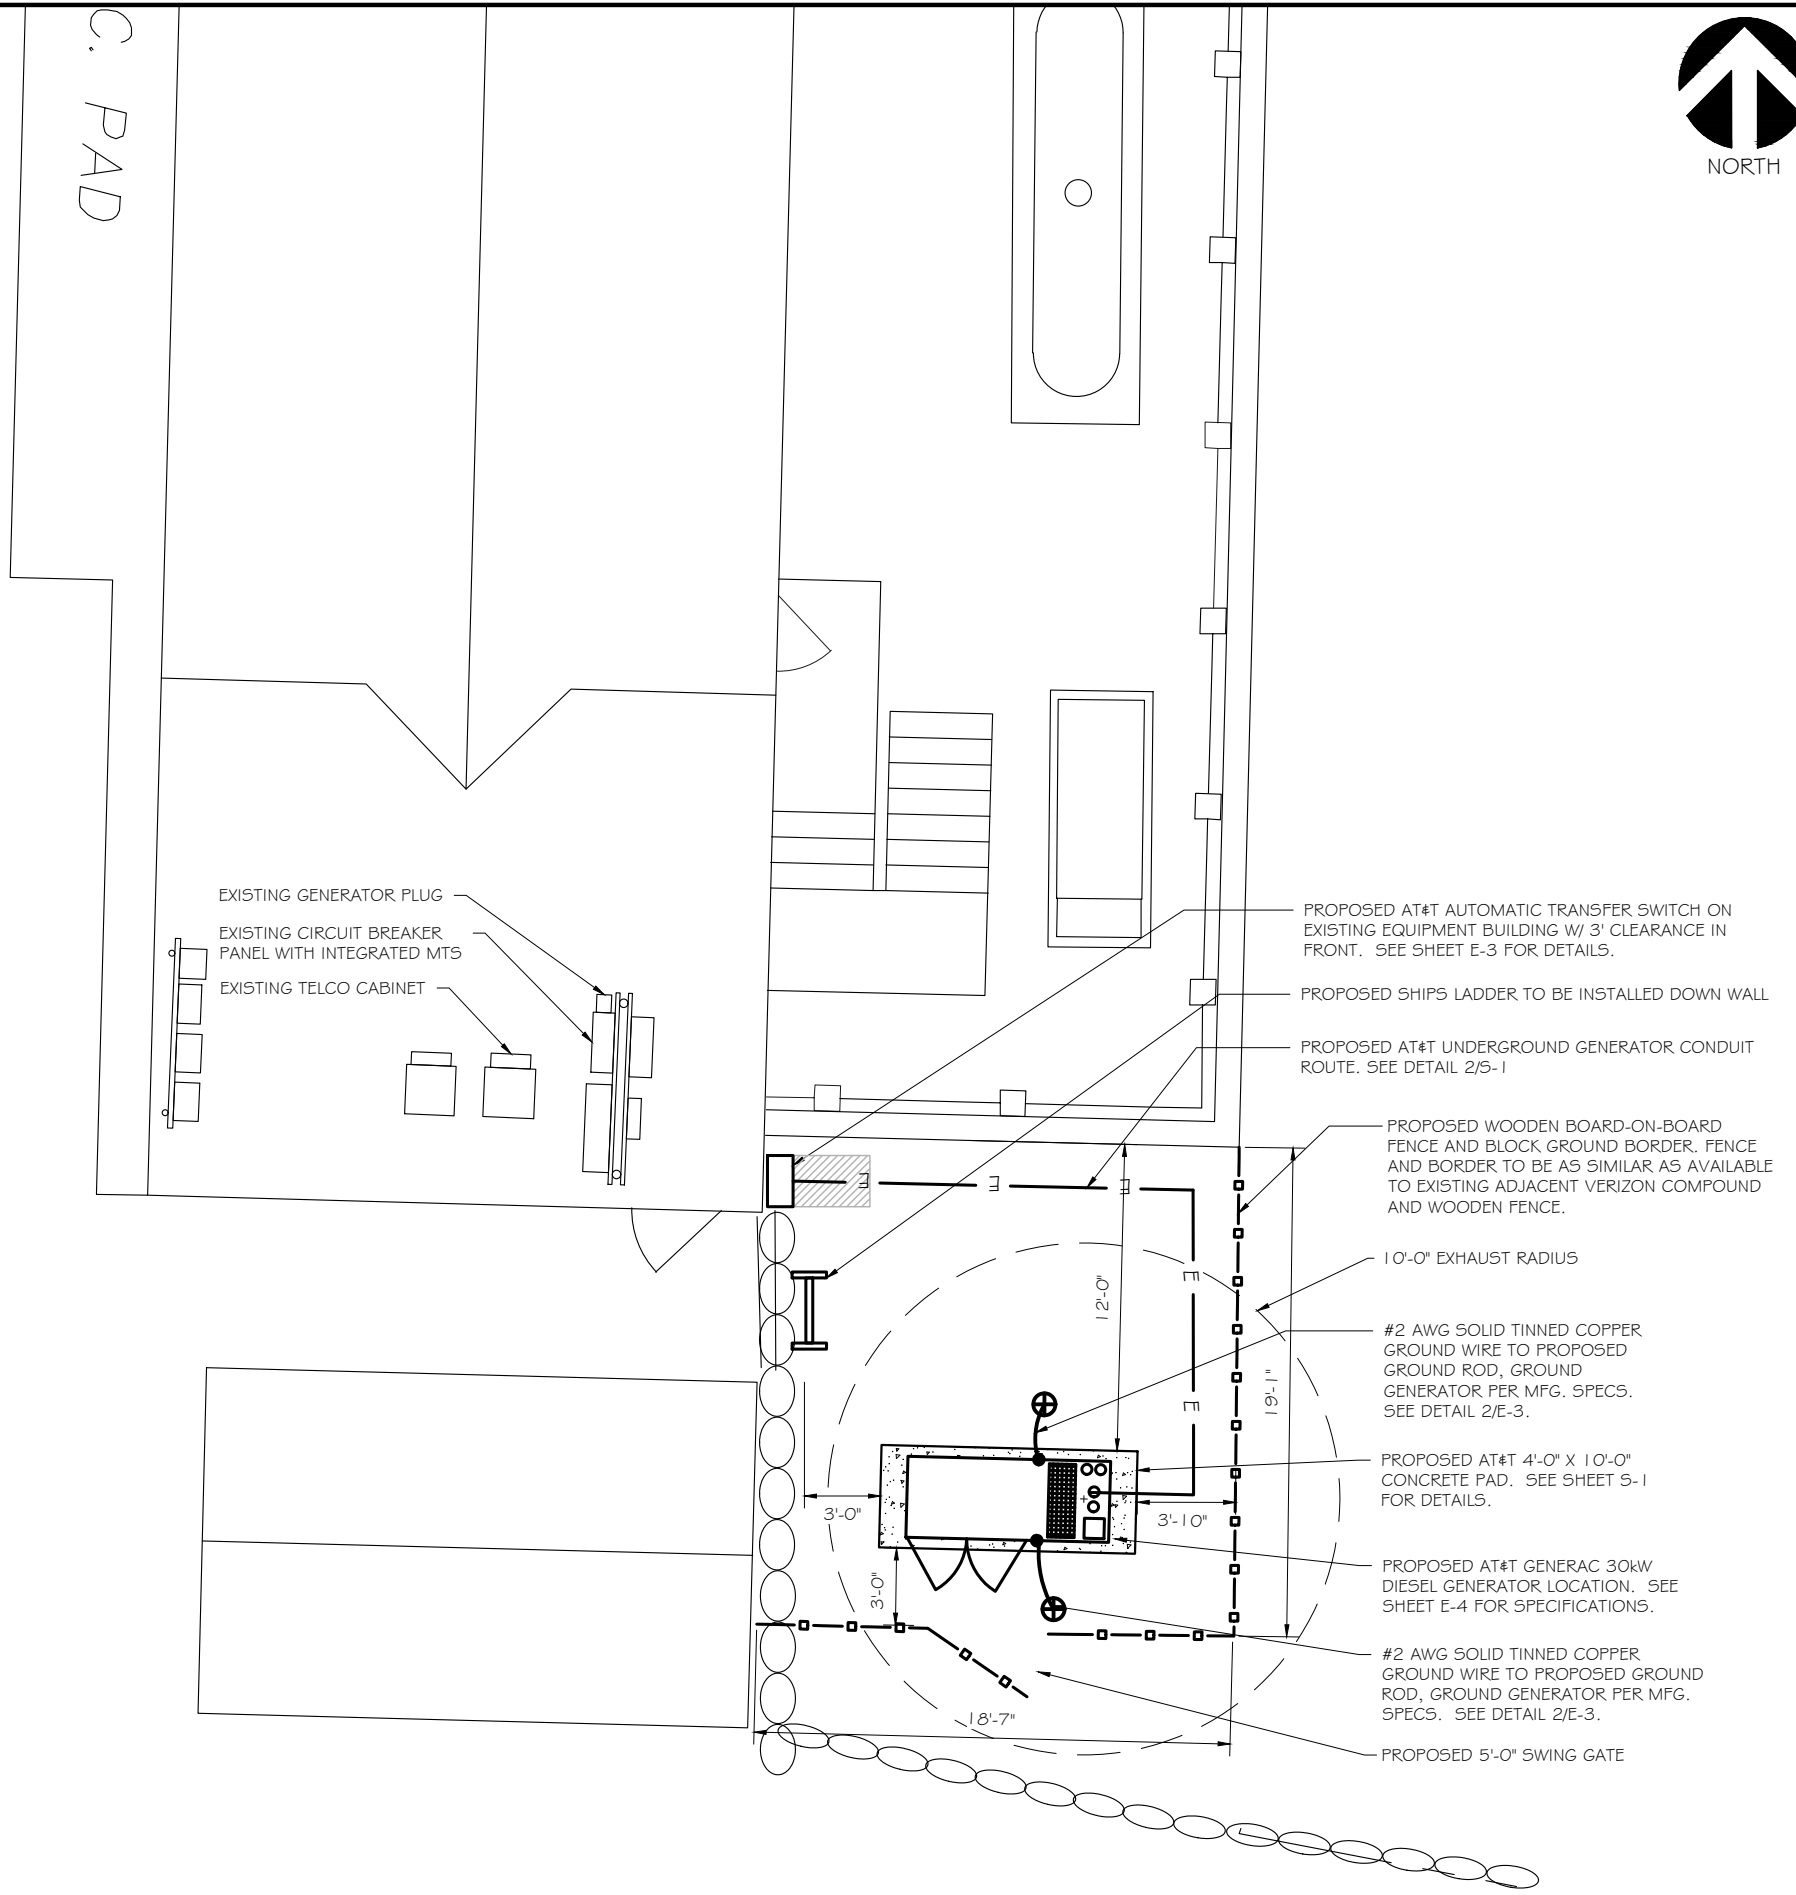 C. PAD
NORTH
EXISTING GENERATOR PLUG
EXISTING CIRCUIT BREAKER
PANEL WITH INTEGRATED MTS
EXISTING TELCO CABINET
PROPOSED AT&T AUTOMATIC TRANSFER SWITCH ON
EXISTING EQUIPMENT BUILDING W/ 3' CLEARANCE IN
FRONT. SEE SHEET E-3 FOR DETAILS.
PROPOSED SHIPS LADDER TO BE INSTALLED DOWN WALL
PROPOSED AT&T UNDERGROUND GENERATOR CONDUIT
ROUTE. SEE DETAIL 2/S-1
PROPOSED WOODEN BOARD-ON-BOARD
FENCE AND BLOCK GROUND BORDER. FENCE
AND BORDER TO BE AS SIMILAR AS AVAILABLE
TO EXISTING ADJACENT VERIZON COMPOUND
AND WOODEN FENCE.
10'-0" EXHAUST RADIUS
#2 AWG SOLID TINNED COPPER
GROUND WIRE TO PROPOSED
GROUND ROD, GROUND
GENERATOR PER MFG. SPECS.
SEE DETAIL 2/E-3.
PROPOSED AT&T 4'-0" X 10'-0"
CONCRETE PAD. SEE SHEET S-1
FOR DETAILS.
PROPOSED AT&T GENERAC 30kW
DIESEL GENERATOR LOCATION. SEE
SHEET E-4 FOR SPECIFICATIONS.
#2 AWG SOLID TINNED COPPER
GROUND WIRE TO PROPOSED GROUND
ROD, GROUND GENERATOR PER MFG.
SPECS. SEE DETAIL 2/E-3.
PROPOSED 5'-0" SWING GATE
E
E
E
E
E
12'-0"
19'-1"
3'-0"
3'-10"
3'-0"
18'-7"